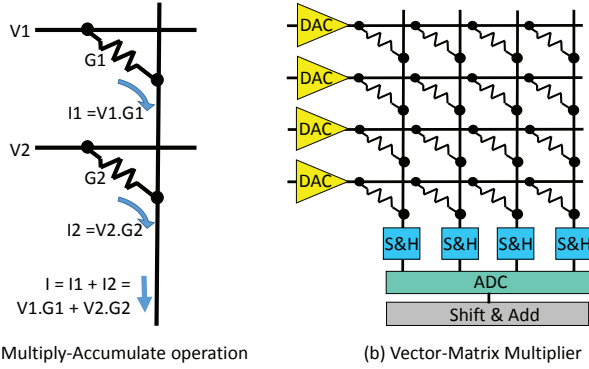 V1
G1
I1 =V1.G1
V2
G2
I2 =V2.G2
I = I1 + I2 =
V1.G1 + V2.G2
Multiply-Accumulate operation
DAC
DAC
DAC
DAC
S&H S&H S&H S&H
ADC
Shift & Add
(b) Vector-Matrix Multiplier